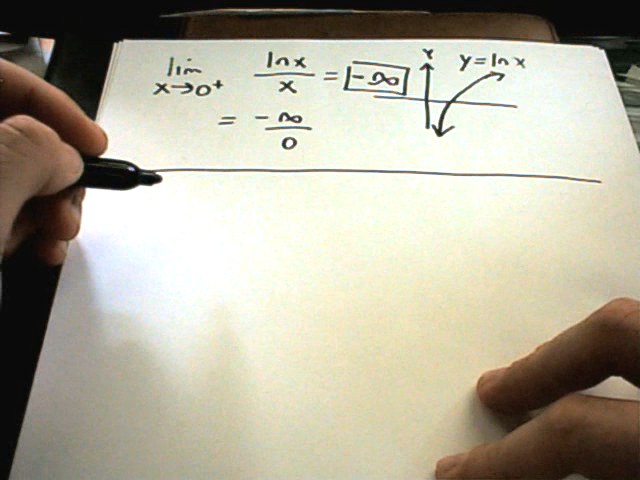 lim x→0⁺ ln x / x = -∞
= -∞ / 0
y = ln x